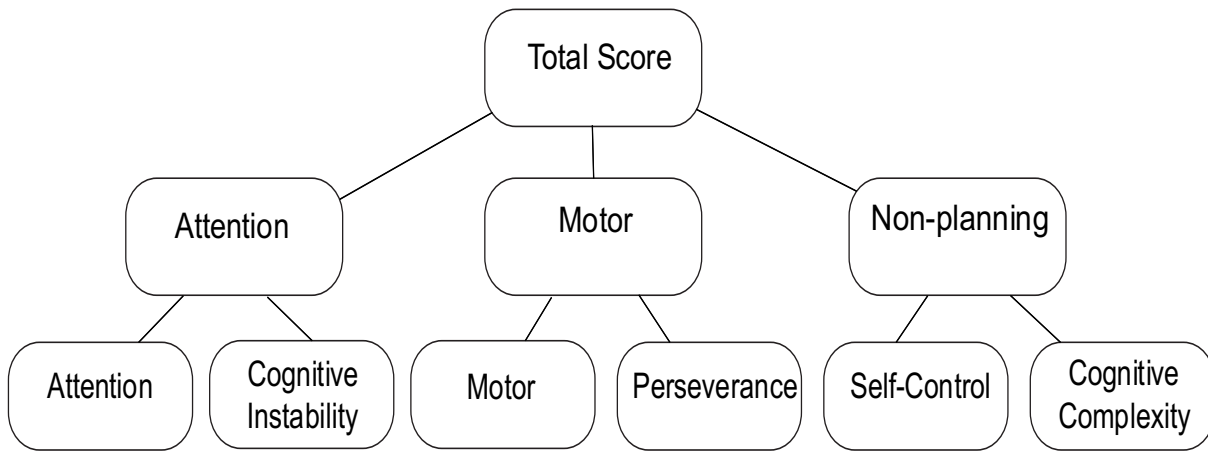 Total Score
Attention
Motor
Non-planning
Attention
Cognitive
Instability
Motor
Perseverance
Self-Control
Cognitive
Complexity